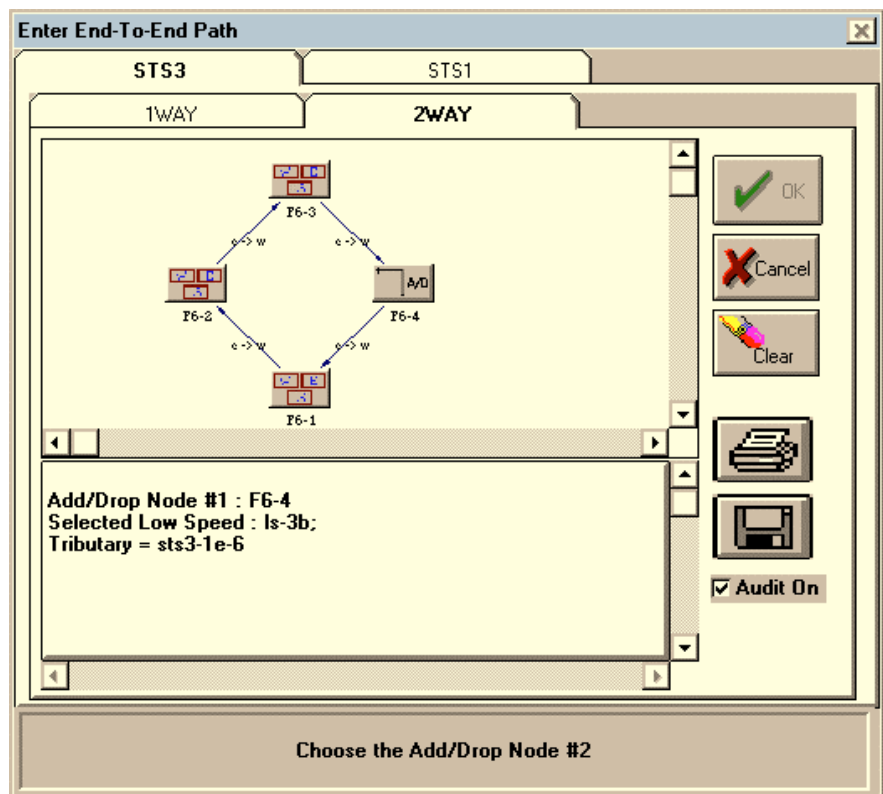 Enter End-To-End Path
STS3 STS1
1WAY 2WAY
F6-3
e -> w e -> w
A/D
F6-2 F6-4
e -> w e -> w
W E
F6-1
OK
Cancel
Clear
Add/Drop Node #1 : F6-4
Selected Low Speed : ls-3b;
Tributary = sts3-1e-6
Audit On
Choose the Add/Drop Node #2